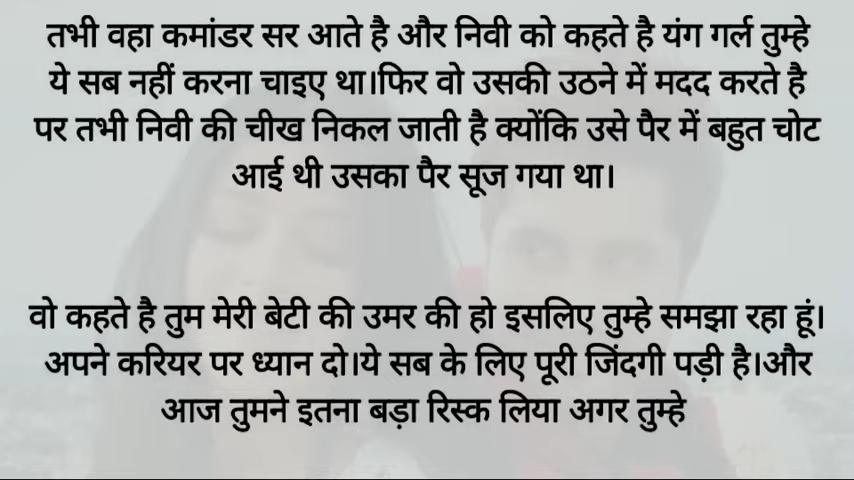 तभी वहा कमांडर सर आते है और निवी को कहते है यंग गर्ल तुम्हे
ये सब नहीं करना चाइए था।फिर वो उसकी उठने में मदद करते है
पर तभी निवी की चीख निकल जाती है क्योंकि उसे पैर में बहुत चोट
आई थी उसका पैर सूज गया था।
वो कहते है तुम मेरी बेटी की उमर की हो इसलिए तुम्हे समझा रहा हूं।
अपने करियर पर ध्यान दो।ये सब के लिए पूरी जिंदगी पड़ी है।और
आज तुमने इतना बड़ा रिस्क लिया अगर तुम्हे